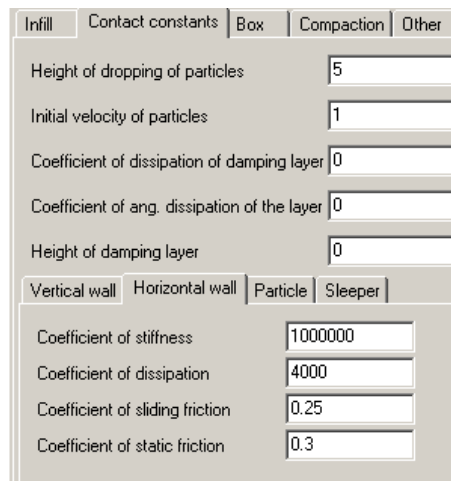 Infill Contact constants Box Compaction Other
Height of dropping of particles 5
Initial velocity of particles 1
Coefficient of dissipation of damping layer 0
Coefficient of ang. dissipation of the layer 0
Height of damping layer 0
Vertical wall Horizontal wall Particle Sleeper
Coefficient of stiffness 1000000
Coefficient of dissipation 4000
Coefficient of sliding friction 0.25
Coefficient of static friction 0.3